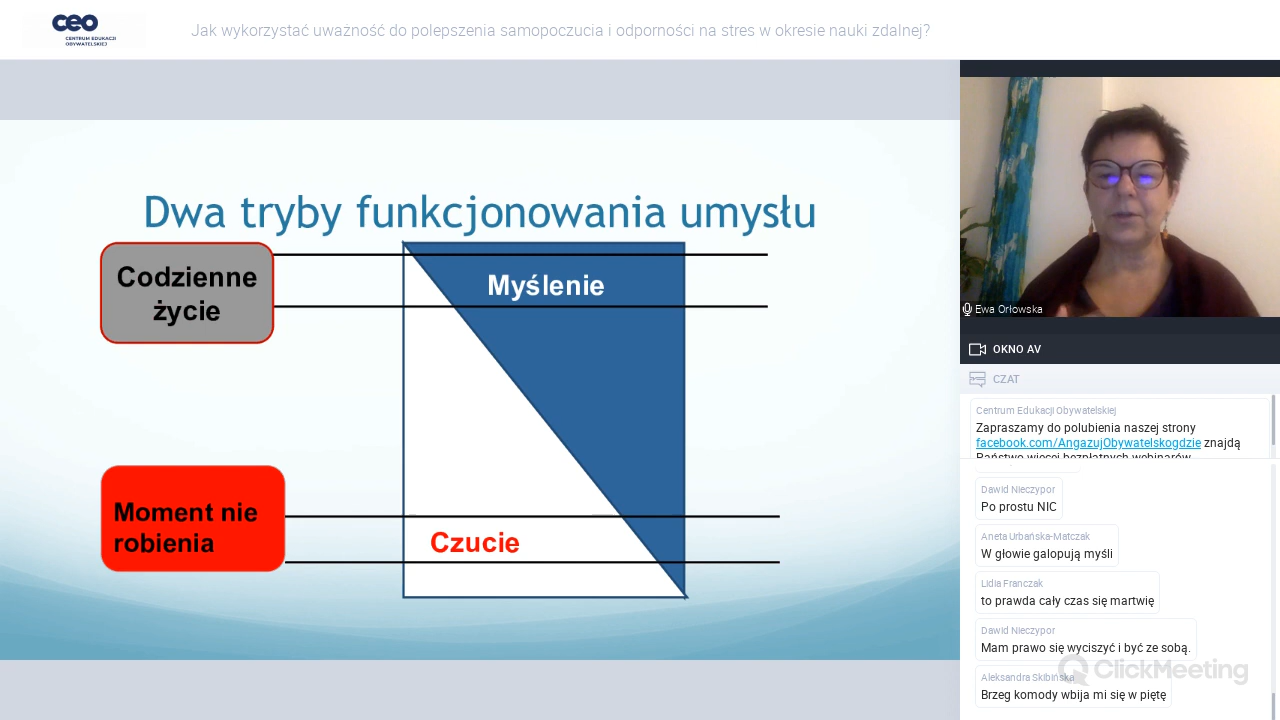 ceo
CENTRUM EDUKACJI
OBYWATELSKIEJ
Jak wykorzystać uważność do polepszenia samopoczucia i odporności na stres w okresie nauki zdalnej?
Dwa tryby funkcjonowania umysłu
Codzienne
życie
Myślenie
Moment nie
robienia
Czucie
Ewa Orłowska
OKNO AV
CZAT
Centrum Edukacji Obywatelskiej
Zapraszamy do polubienia naszej strony
facebook.com/AngazujObywatelskogdzie znajdą
Państwo więcej bezpłatnych webinarów
Dawid Nieczypor
Po prostu NIC
Aneta Urbańska-Matczak
W głowie galopują myśli
Lidia Franczak
to prawda cały czas się martwię
Dawid Nieczypor
Mam prawo się wyciszyć i być ze sobą.
Aleksandra Skibińska
Brzeg komody wbija mi się w piętę
ClickMeeting